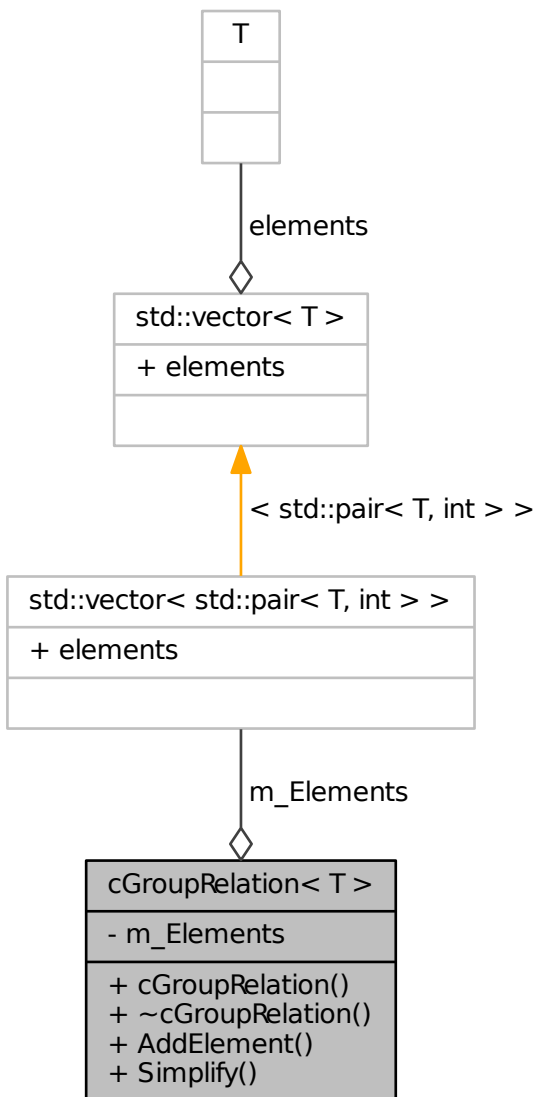 T
elements
std::vector< T >
+ elements
< std::pair< T, int > >
std::vector< std::pair< T, int > >
+ elements
m_Elements
cGroupRelation< T >
- m_Elements
+ cGroupRelation()
+ ~cGroupRelation()
+ AddElement()
+ Simplify()